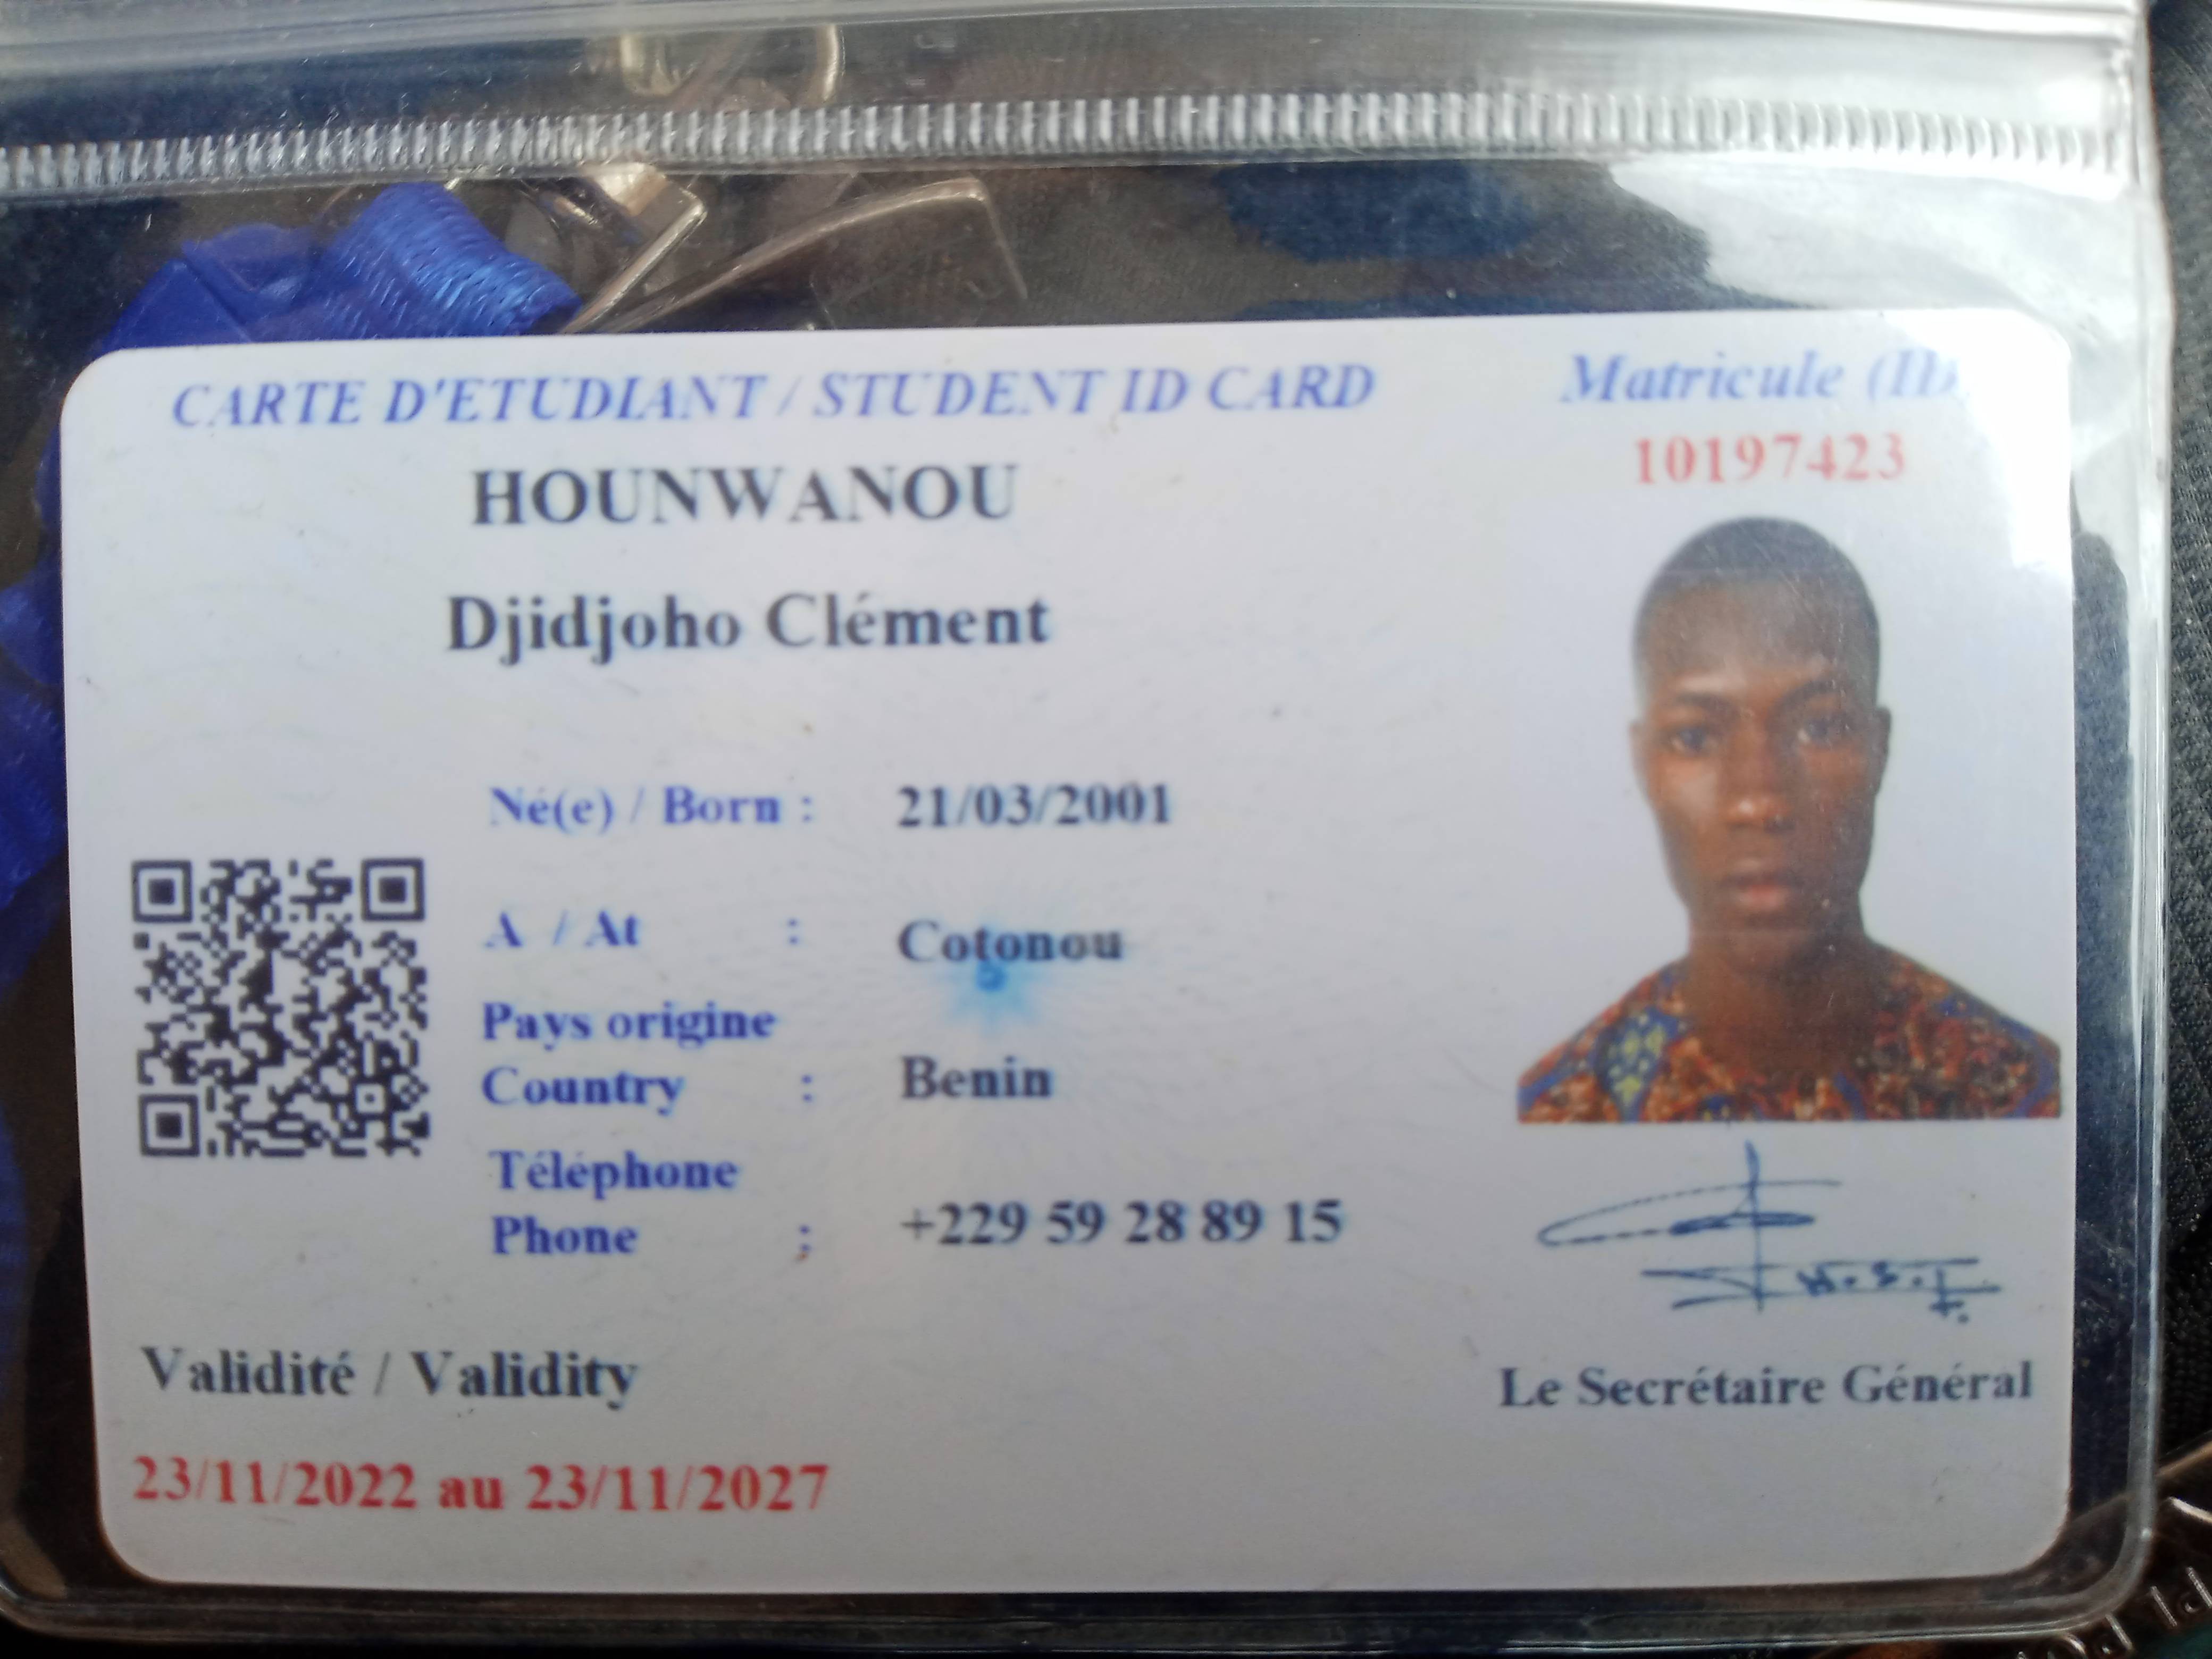 CARTE D'ETUDIANT / STUDENT ID CARD
Matricule (ID)
10197423
HOUNWANOU
Djidjoho Clément
Né(e) / Born : 21/03/2001
A / At : Cotonou
Pays origine
Country : Benin
Téléphone
Phone : +229 59 28 89 15
Validité / Validity
23/11/2022 au 23/11/2027
Le Secrétaire Général